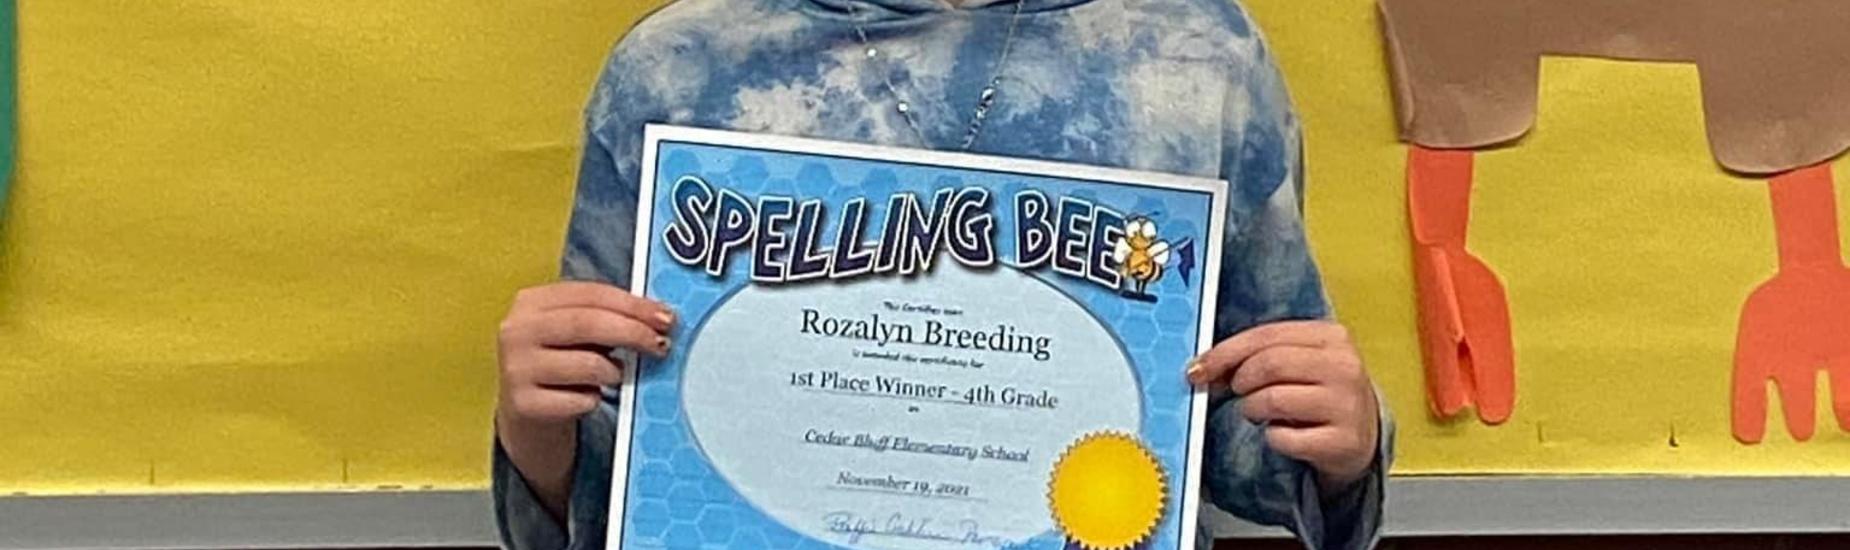 SPELLING BEE
This Certifies that
Rozalyn Breeding
is awarded this certificate for
1st Place Winner - 4th Grade
in
Cedar Bluff Elementary School
November 19, 2021